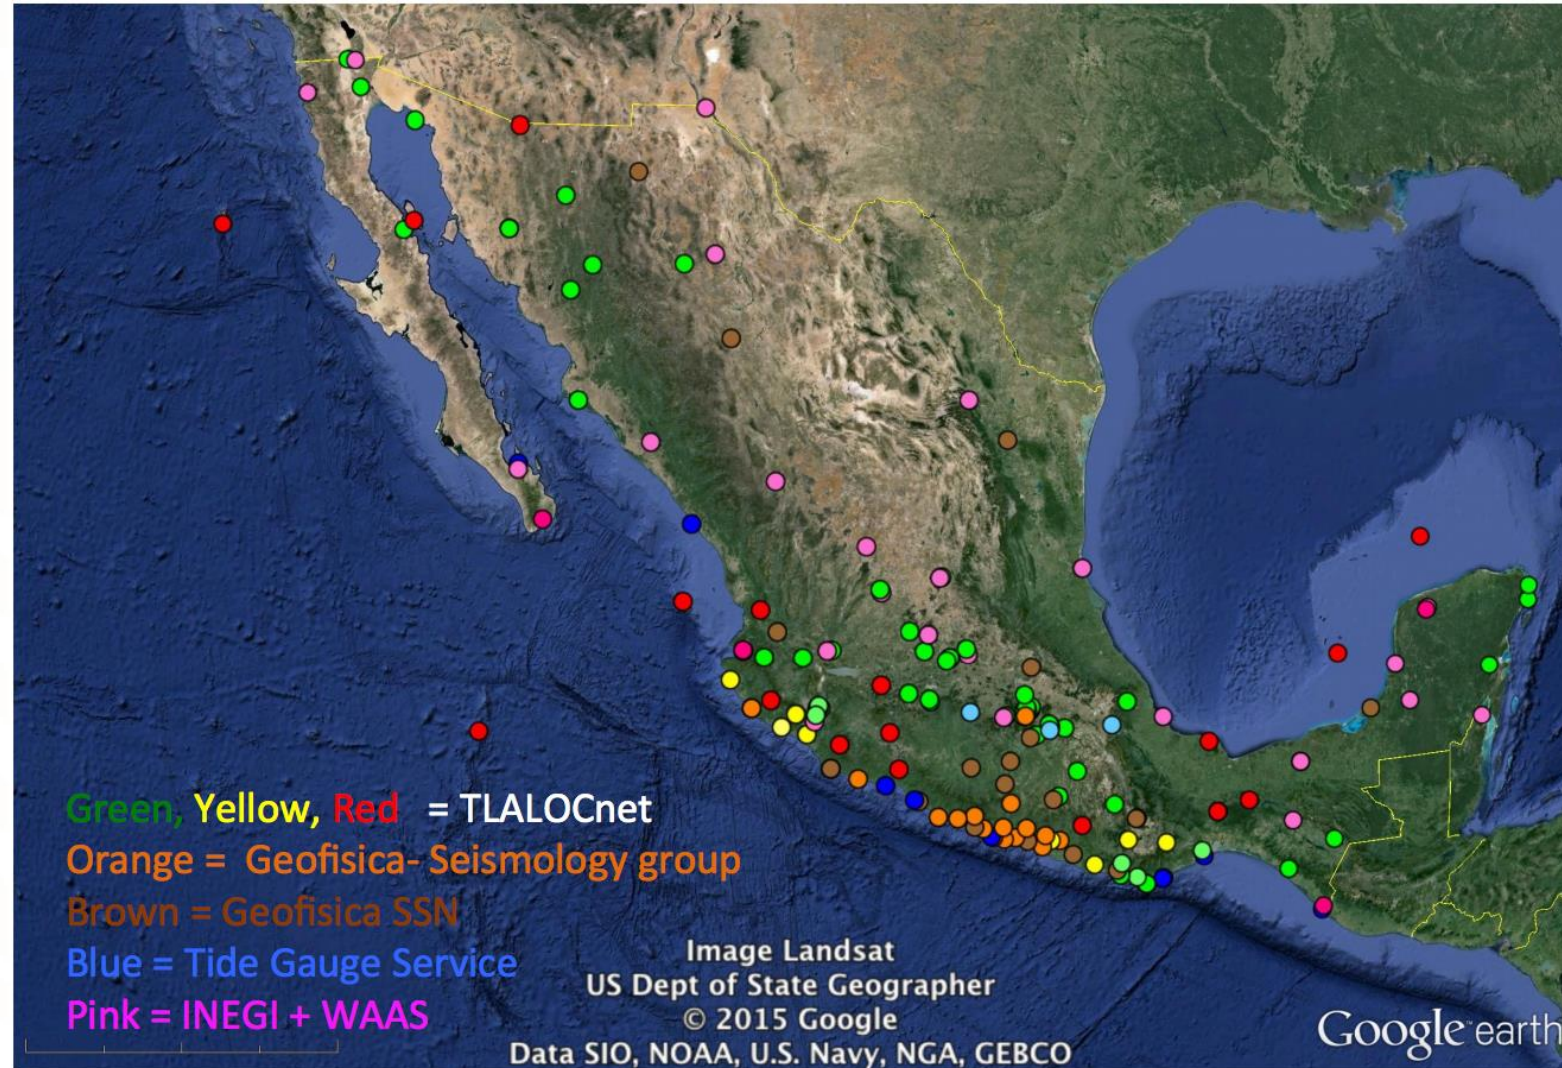 Green, Yellow, Red = TLALOCnet
Orange = Geofisica- Seismology group
Brown = Geofisica SSN
Blue = Tide Gauge Service
Pink = INEGI + WAAS
Image Landsat
US Dept of State Geographer
© 2015 Google
Data SIO, NOAA, U.S. Navy, NGA, GEBCO
Google earth